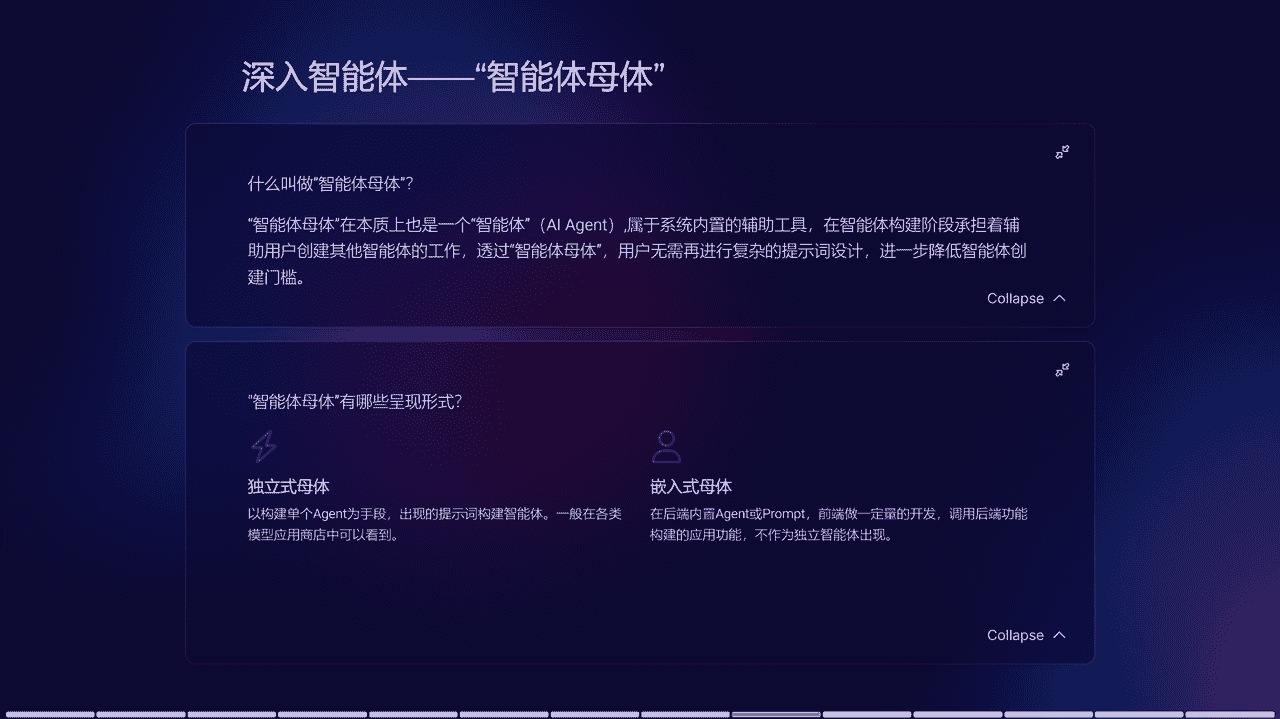 深入智能体——“智能体母体”
什么叫做“智能体母体”？
“智能体母体”在本质上也是一个“智能体”（AI Agent）,属于系统内置的辅助工具，在智能体构建阶段承担着辅
助用户创建其他智能体的工作，透过“智能体母体”，用户无需再进行复杂的提示词设计，进一步降低智能体创
建门槛。
Collapse
“智能体母体”有哪些呈现形式？
独立式母体
以构建单个Agent为手段，出现的提示词构建智能体。一般在各类
模型应用商店中可以看到。
嵌入式母体
在后端内置Agent或Prompt，前端做一定量的开发，调用后端功能
构建的应用功能，不作为独立智能体出现。
Collapse